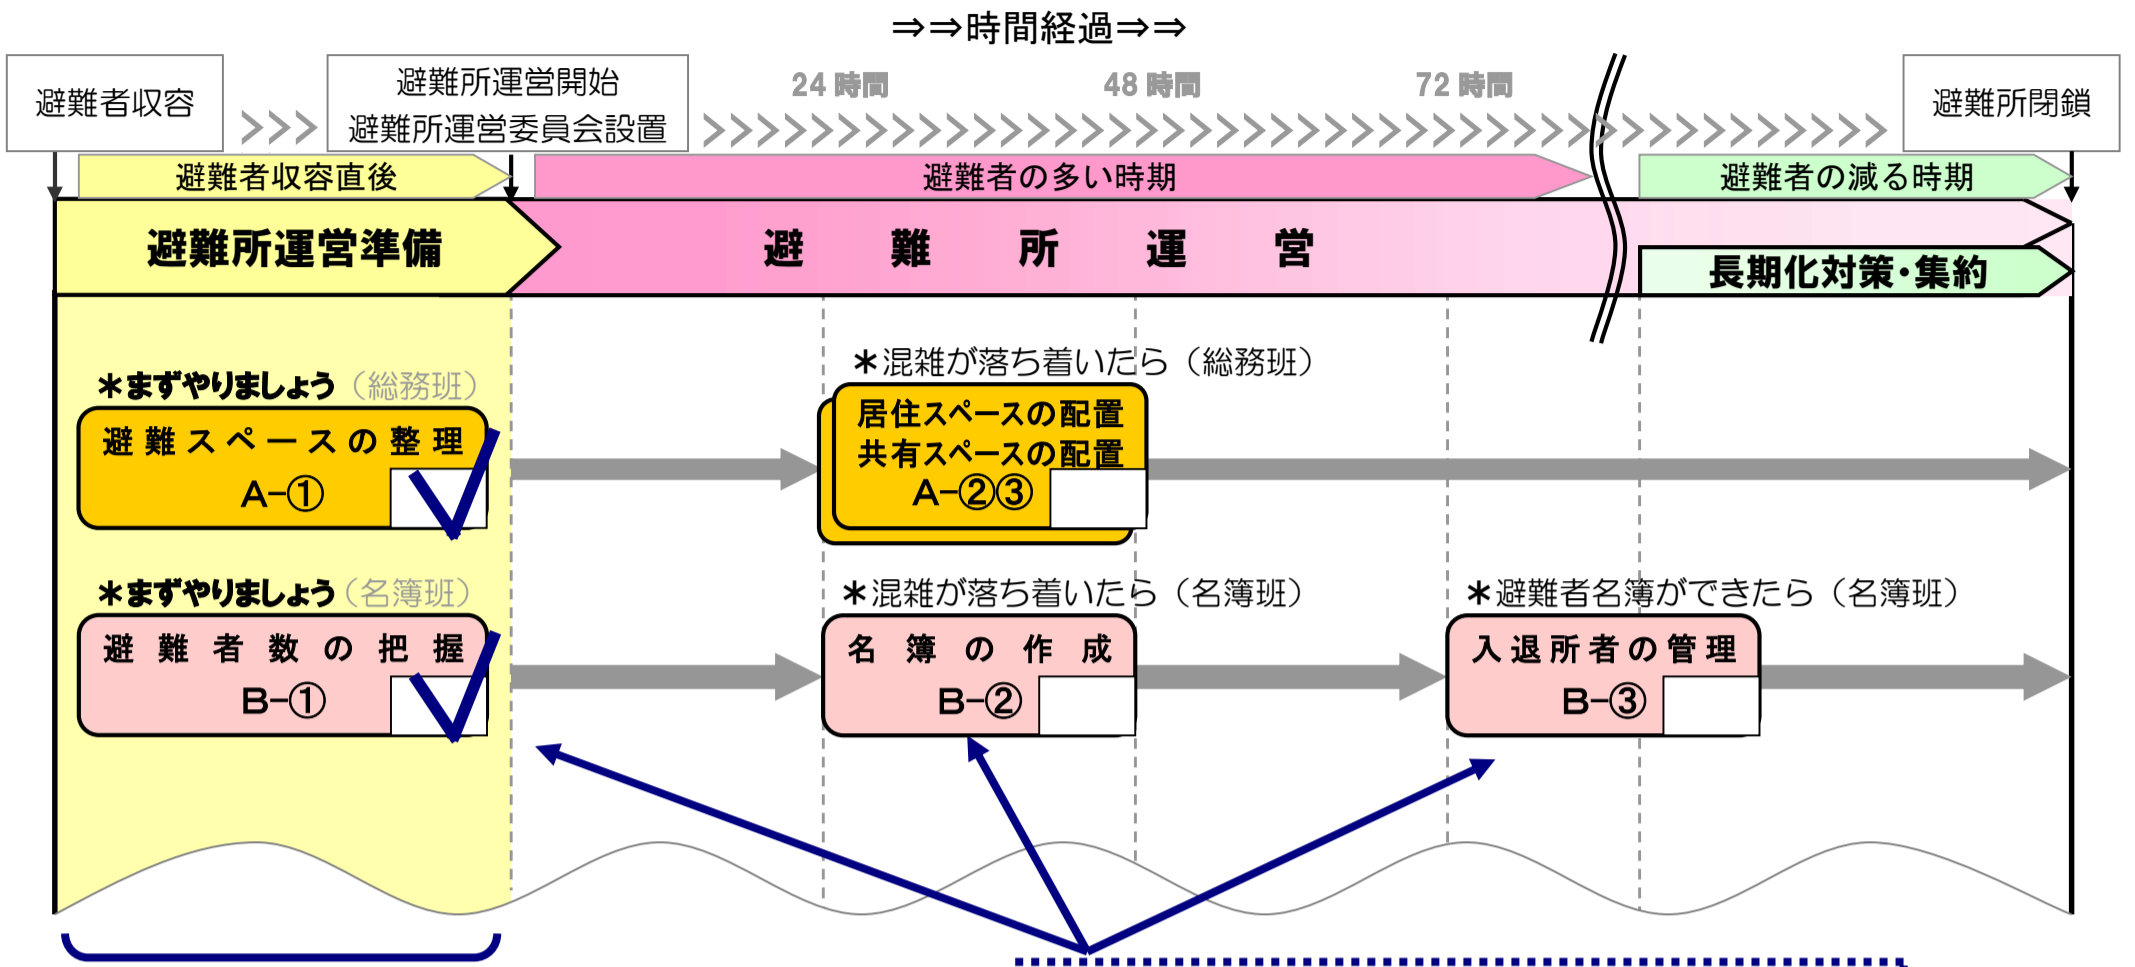 ⇒⇒時間経過⇒⇒
避難者収容
避難所運営開始
避難所運営委員会設置
24 時間
48 時間
72 時間
避難所閉鎖
避難者収容直後
避難者の多い時期
避難者の減る時期
避難所運営準備
避難所運営
長期化対策・集約
＊まずやりましょう（総務班）
避難スペースの整理
A-①
＊混雑が落ち着いたら（総務班）
居住スペースの配置
共有スペースの配置
A-②③
＊まずやりましょう（名簿班）
避難者数の把握
B-①
＊混雑が落ち着いたら（名簿班）
名簿の作成
B-②
＊避難者名簿ができたら（名簿班）
入退所者の管理
B-③